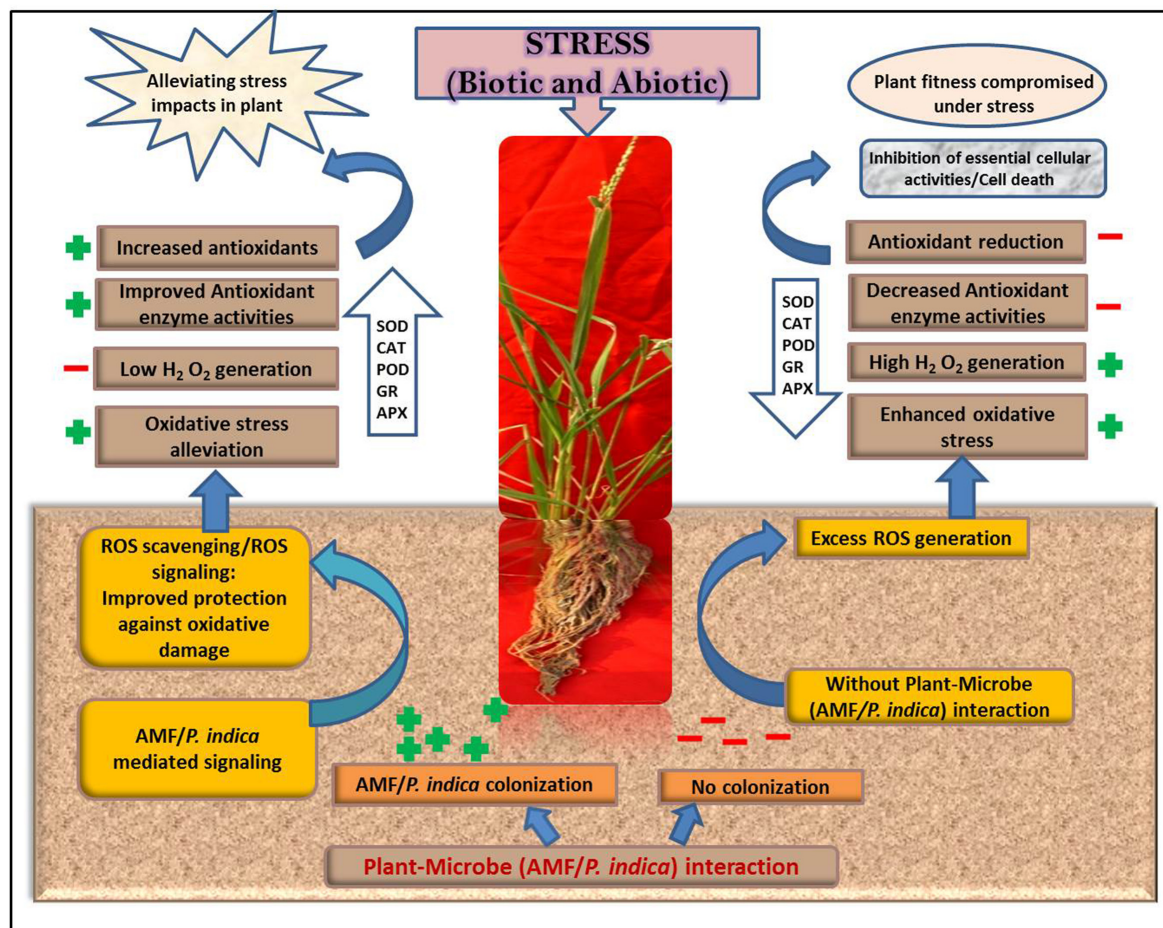 STRESS
(Biotic and Abiotic)
Alleviating stress
impacts in plant
Increased antioxidants
Improved Antioxidant
enzyme activities
Low H₂ O₂ generation
Oxidative stress
alleviation
SOD
CAT
POD
GR
APX
ROS scavenging/ROS
signaling:
Improved protection
against oxidative
damage
AMF/P. indica
mediated signaling
Plant fitness compromised
under stress
Inhibition of essential cellular
activities/Cell death
Antioxidant reduction
Decreased Antioxidant
enzyme activities
High H₂ O₂ generation
Enhanced oxidative
stress
SOD
CAT
POD
GR
APX
Excess ROS generation
Without Plant-Microbe
(AMF/P. indica) interaction
AMF/P. indica colonization
No colonization
Plant-Microbe (AMF/P. indica) interaction